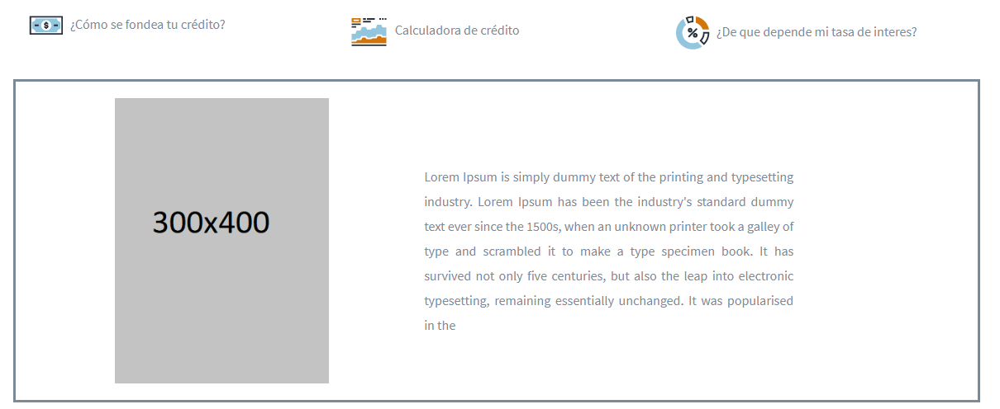 ¿Cómo se fondea tu crédito?
Calculadora de crédito
%
¿De que depende mi tasa de interes?
$
300x400
Lorem Ipsum is simply dummy text of the printing and typesetting
industry. Lorem Ipsum has been the industry's standard dummy
text ever since the 1500s, when an unknown printer took a galley of
type and scrambled it to make a type specimen book. It has
survived not only five centuries, but also the leap into electronic
typesetting, remaining essentially unchanged. It was popularised
in the